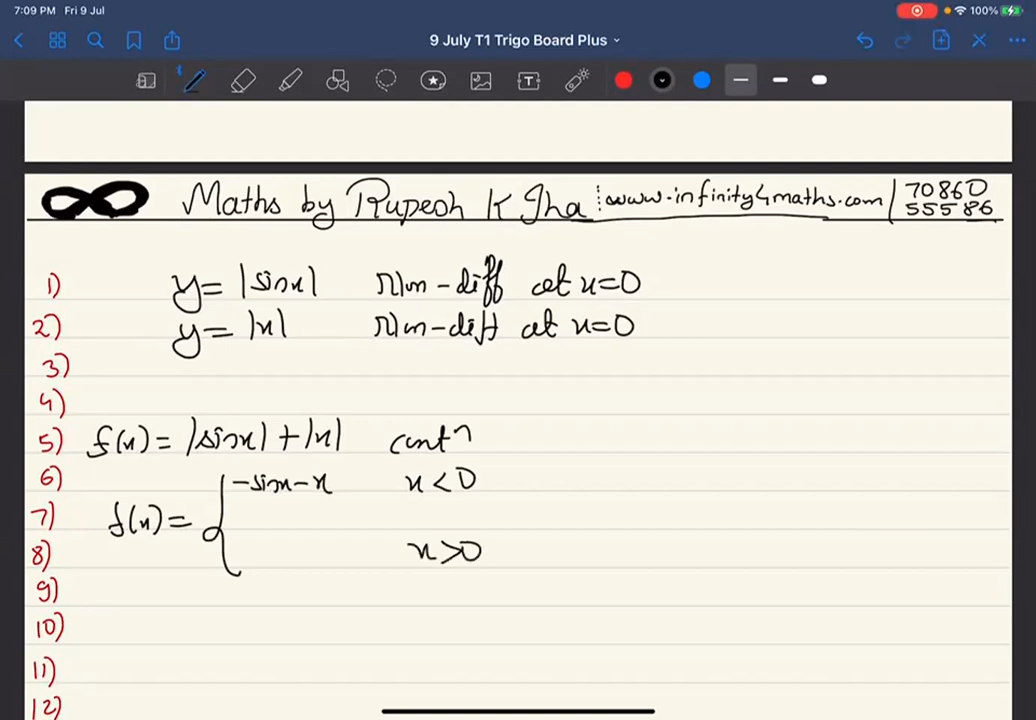 7:09 PM Fri 9 Jul
100%
9 July T1 Trigo Board Plus
Maths by Rupesh K Jha www.infinity4maths.com 70860 55586
1) y = |sinx| n/n-diff at x=0
2) y = |x| n/n-diff at x=0
3)
4)
5) f(x) = |sinx| + |x| cont?
6) -sinx-x x<0
7) f(x) = {
8) x>0
9)
10)
11)
12)